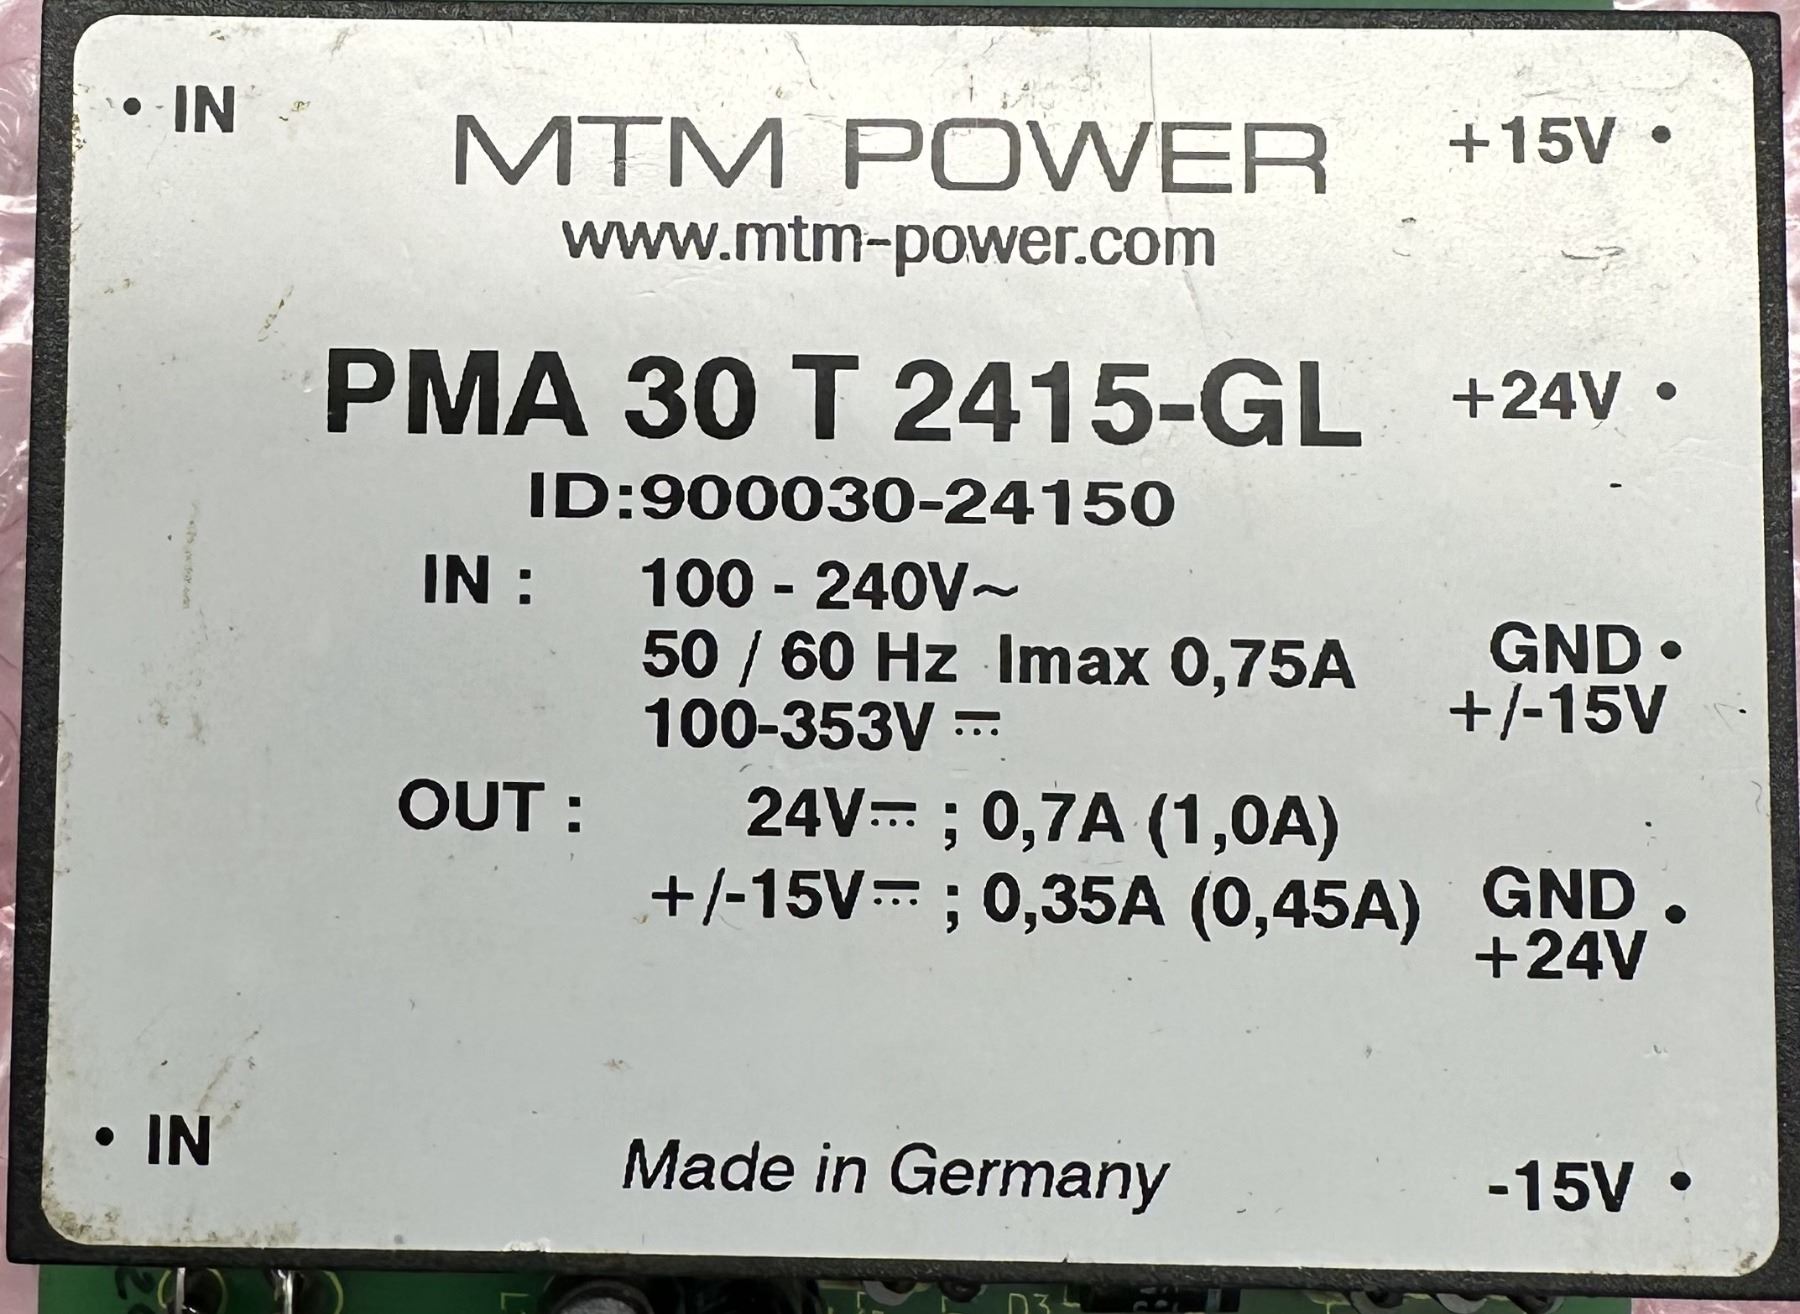 • IN
MTM POWER
+15V •
www.mtm-power.com
PMA 30 T 2415-GL
+24V •
ID:900030-24150
IN : 100 - 240V~
50 / 60 Hz Imax 0,75A
GND •
100-353V ⎓
+/-15V
OUT : 24V⎓ ; 0,7A (1,0A)
+/-15V⎓ ; 0,35A (0,45A)
GND •
+24V
• IN
Made in Germany
-15V •
D3